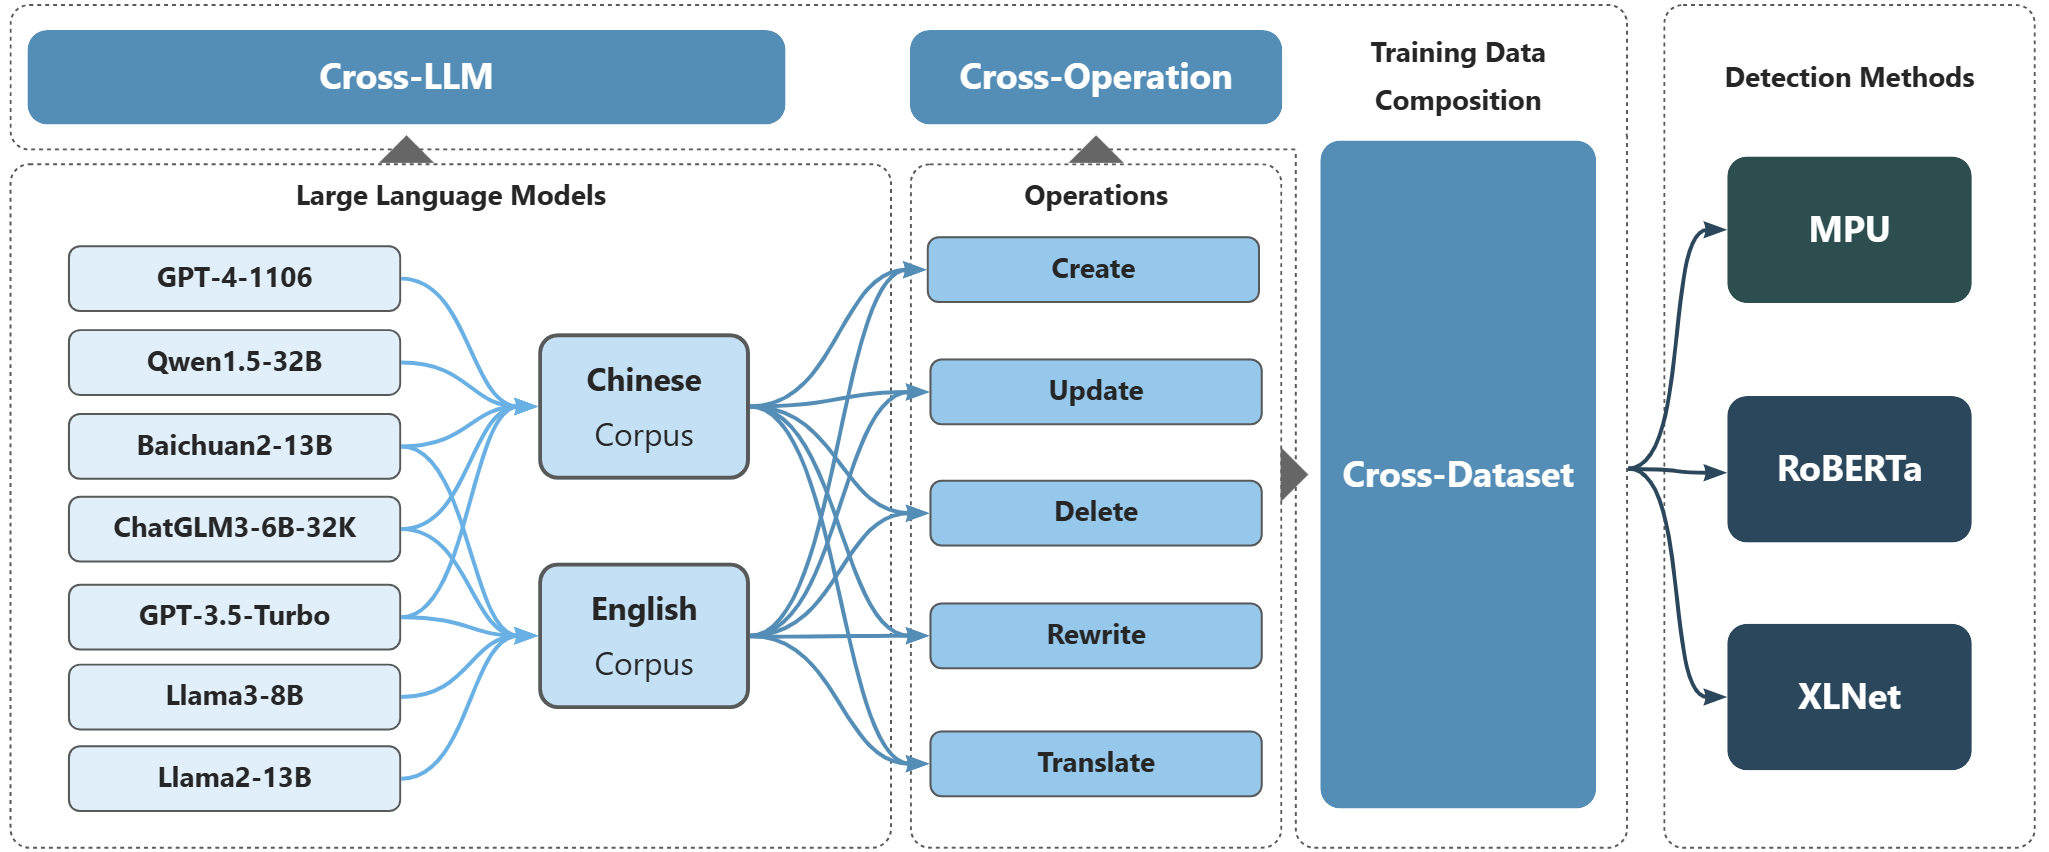 Cross-LLM
Cross-Operation
Training Data
Composition
Detection Methods
Large Language Models
GPT-4-1106
Qwen1.5-32B
Baichuan2-13B
ChatGLM3-6B-32K
GPT-3.5-Turbo
Llama3-8B
Llama2-13B
Chinese
Corpus
English
Corpus
Operations
Create
Update
Delete
Rewrite
Translate
Cross-Dataset
MPU
RoBERTa
XLNet